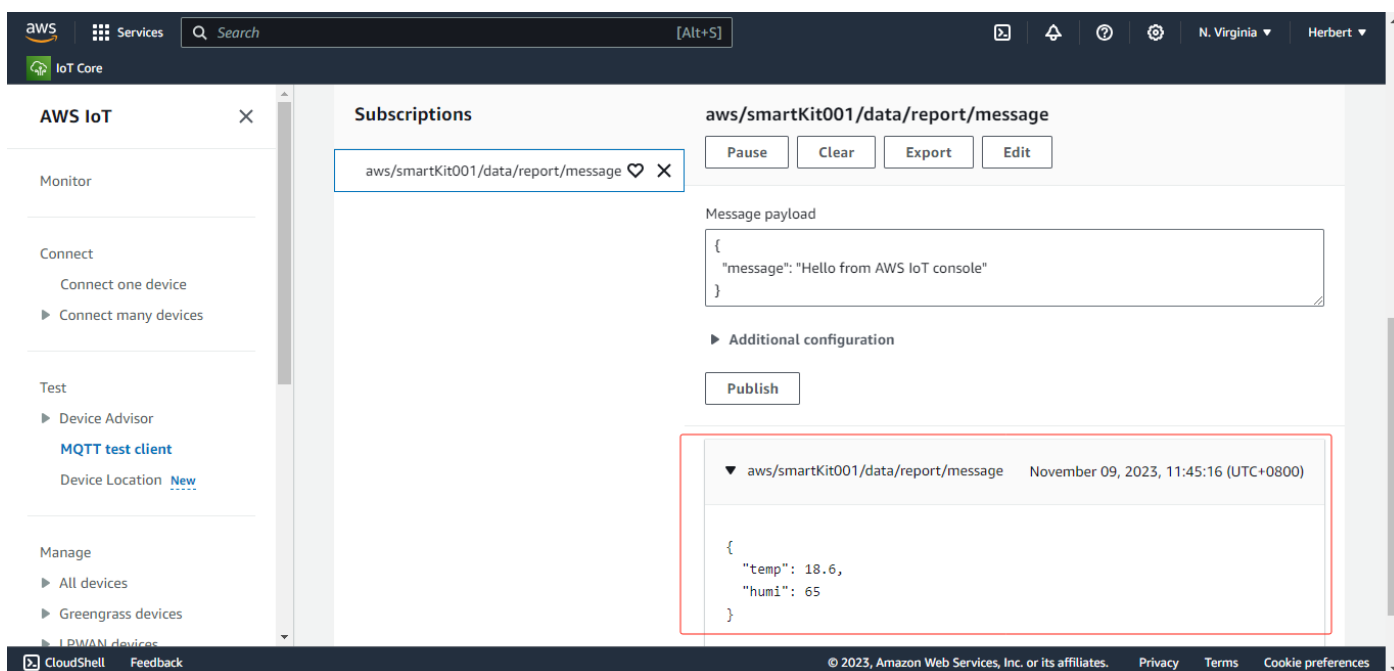 aws
Services
Search
[Alt+S]
N. Virginia
Herbert
IoT Core
AWS IoT
Monitor
Connect
Connect one device
Connect many devices
Test
Device Advisor
MQTT test client
Device Location New
Manage
All devices
Greengrass devices
LPWAN devices
Subscriptions
aws/smartKit001/data/report/message
aws/smartKit001/data/report/message
Pause Clear Export Edit
Message payload
{
"message": "Hello from AWS IoT console"
}
Additional configuration
Publish
aws/smartKit001/data/report/message November 09, 2023, 11:45:16 (UTC+0800)
{
"temp": 18.6,
"humi": 65
}
CloudShell Feedback © 2023, Amazon Web Services, Inc. or its affiliates. Privacy Terms Cookie preferences